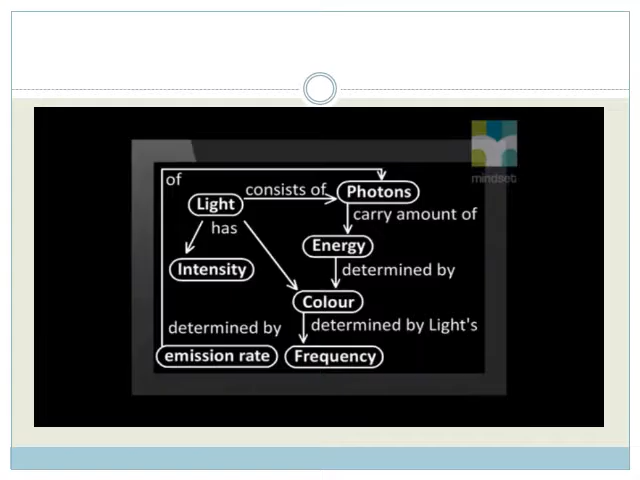 mindset
of
consists of
Photons
Light
carry amount of
has
Energy
Intensity
determined by
Colour
determined by
determined by Light's
emission rate
Frequency